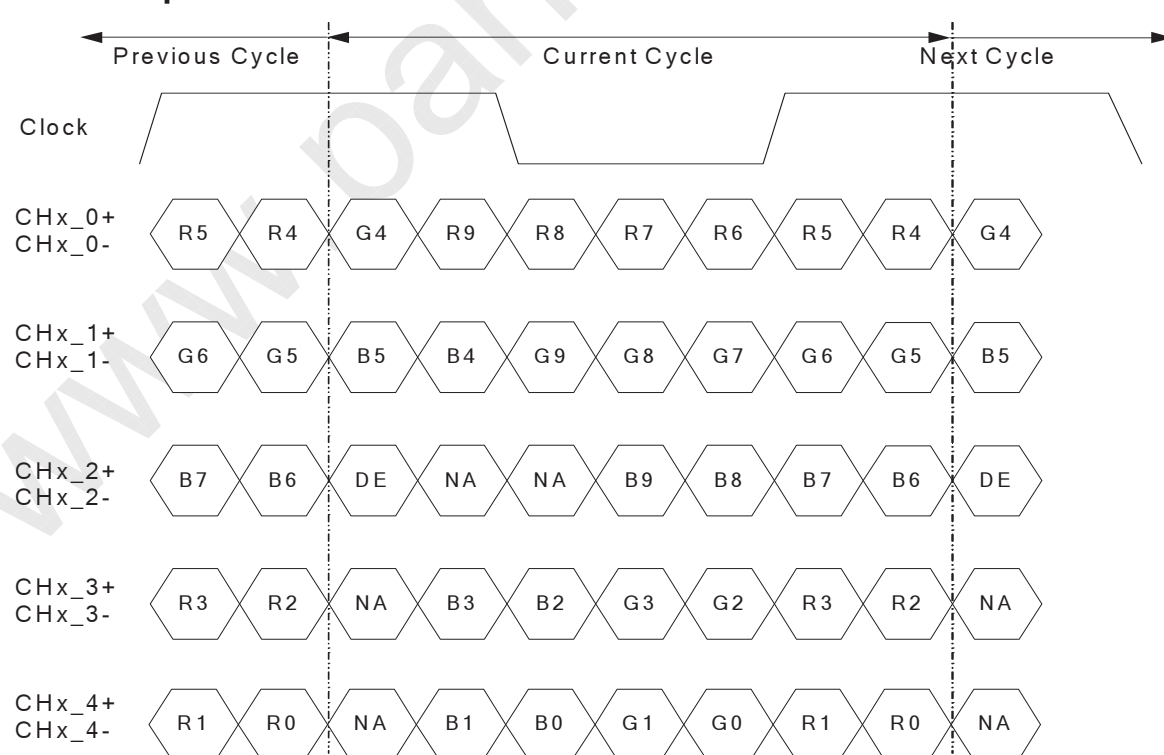 Previous Cycle Current Cycle Next Cycle
Clock
CHx_0+
CHx_0-
R5 R4 G4 R9 R8 R7 R6 R5 R4 G4
CHx_1+
CHx_1-
G6 G5 B5 B4 G9 G8 G7 G6 G5 B5
CHx_2+
CHx_2-
B7 B6 DE NA NA B9 B8 B7 B6 DE
CHx_3+
CHx_3-
R3 R2 NA B3 B2 G3 G2 R3 R2 NA
CHx_4+
CHx_4-
R1 R0 NA B1 B0 G1 G0 R1 R0 NA
www.pan